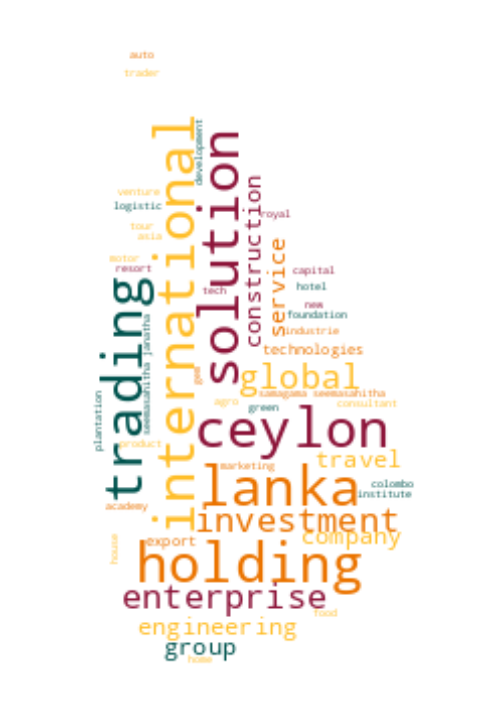 auto
trader
international
development
solution
venture
logistic
construction
royal
tour
asia
service
motor
resort
capital
trading
hotel
tech
new
foundation
seemasahitha janatha
industrie
technologies
gem
global
plantation
samagama seemasahitha
agro
green
consultant
ceylon
product
travel
marketing
lanka
colombo
institute
academy
investment
company
house
export
holding
enterprise
food
engineering
group
home